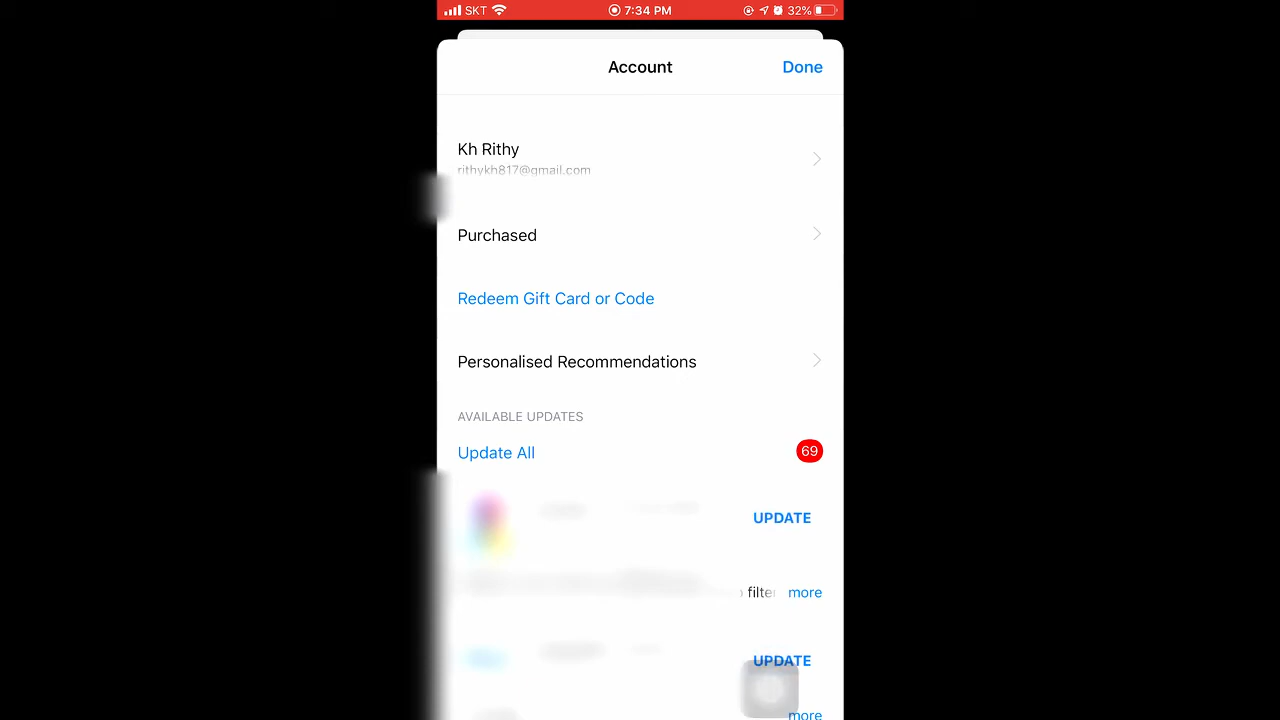 SKT 7:34 PM 32%
Account Done
Kh Rithy
rithykh817@gmail.com
Purchased
Redeem Gift Card or Code
Personalised Recommendations
AVAILABLE UPDATES
Update All 69
UPDATE
filter more
UPDATE
more